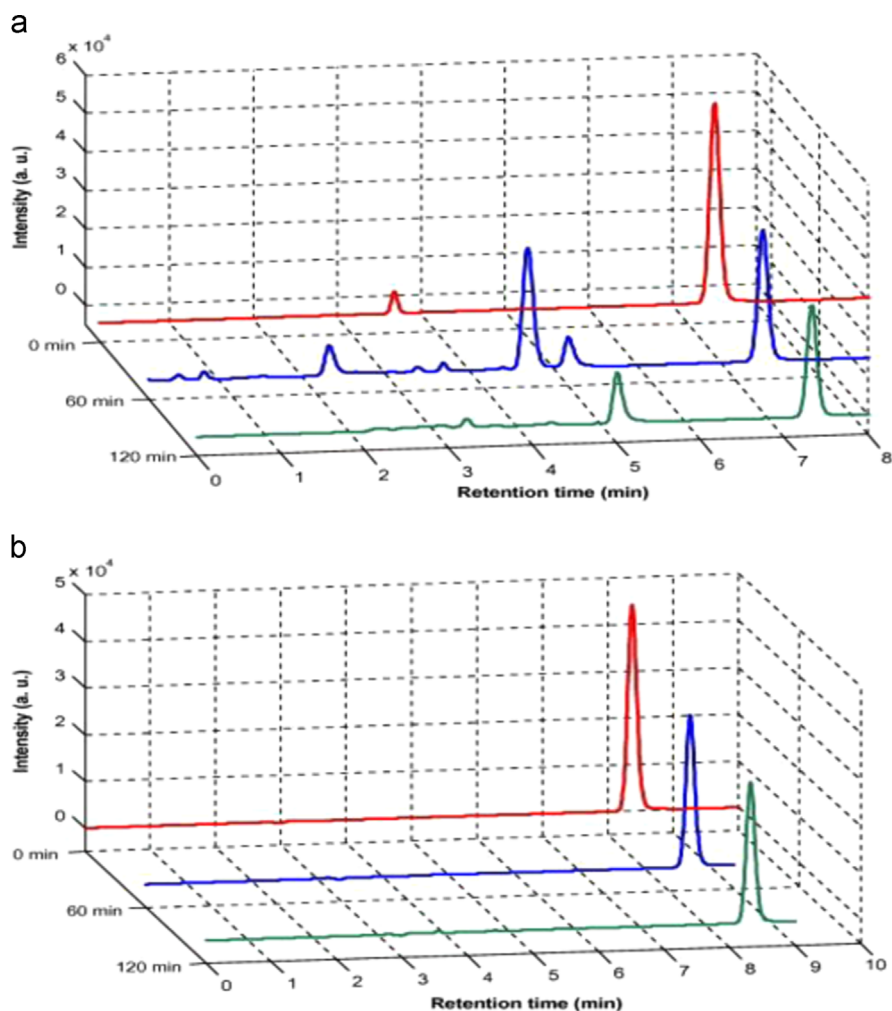 a
× 10⁴
6
5
4
3
2
1
0
Intensity (a. u.)
0 min
60 min
120 min
0 1 2 3 4 5 6 7 8
Retention time (min)
b
× 10⁴
5
4
3
2
1
0
Intensity (a. u.)
0 min
60 min
120 min
0 1 2 3 4 5 6 7 8 9 10
Retention time (min)